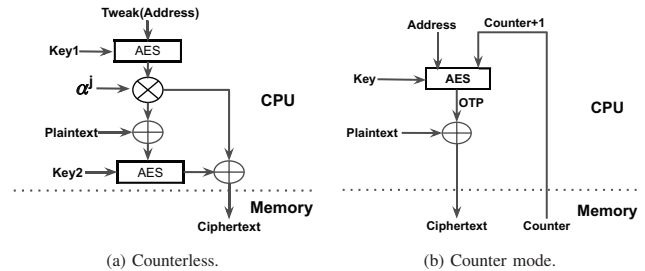 Tweak(Address)
Key1
AES
α^j
CPU
Plaintext
Key2
AES
Memory
Ciphertext
(a) Counterless.
Address
Counter+1
Key
AES
OTP
CPU
Plaintext
Memory
Ciphertext
Counter
(b) Counter mode.